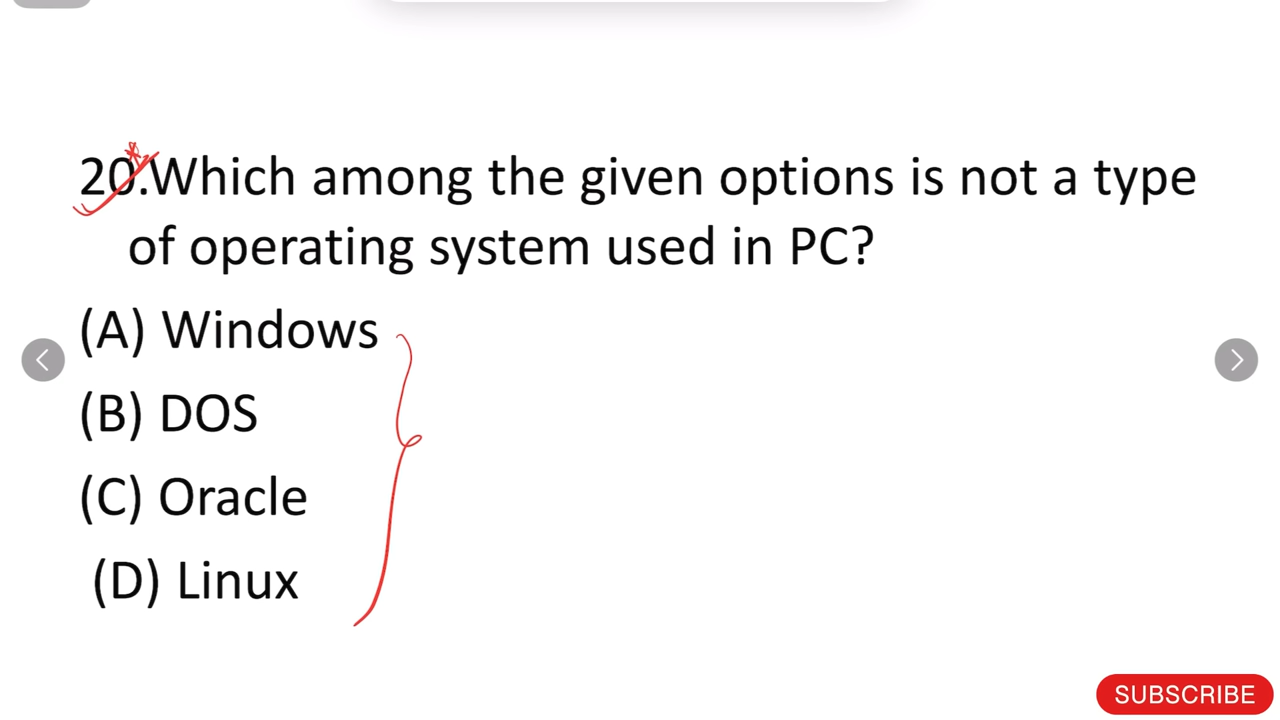 20.Which among the given options is not a type
of operating system used in PC?
(A) Windows
(B) DOS
(C) Oracle
(D) Linux
SUBSCRIBE